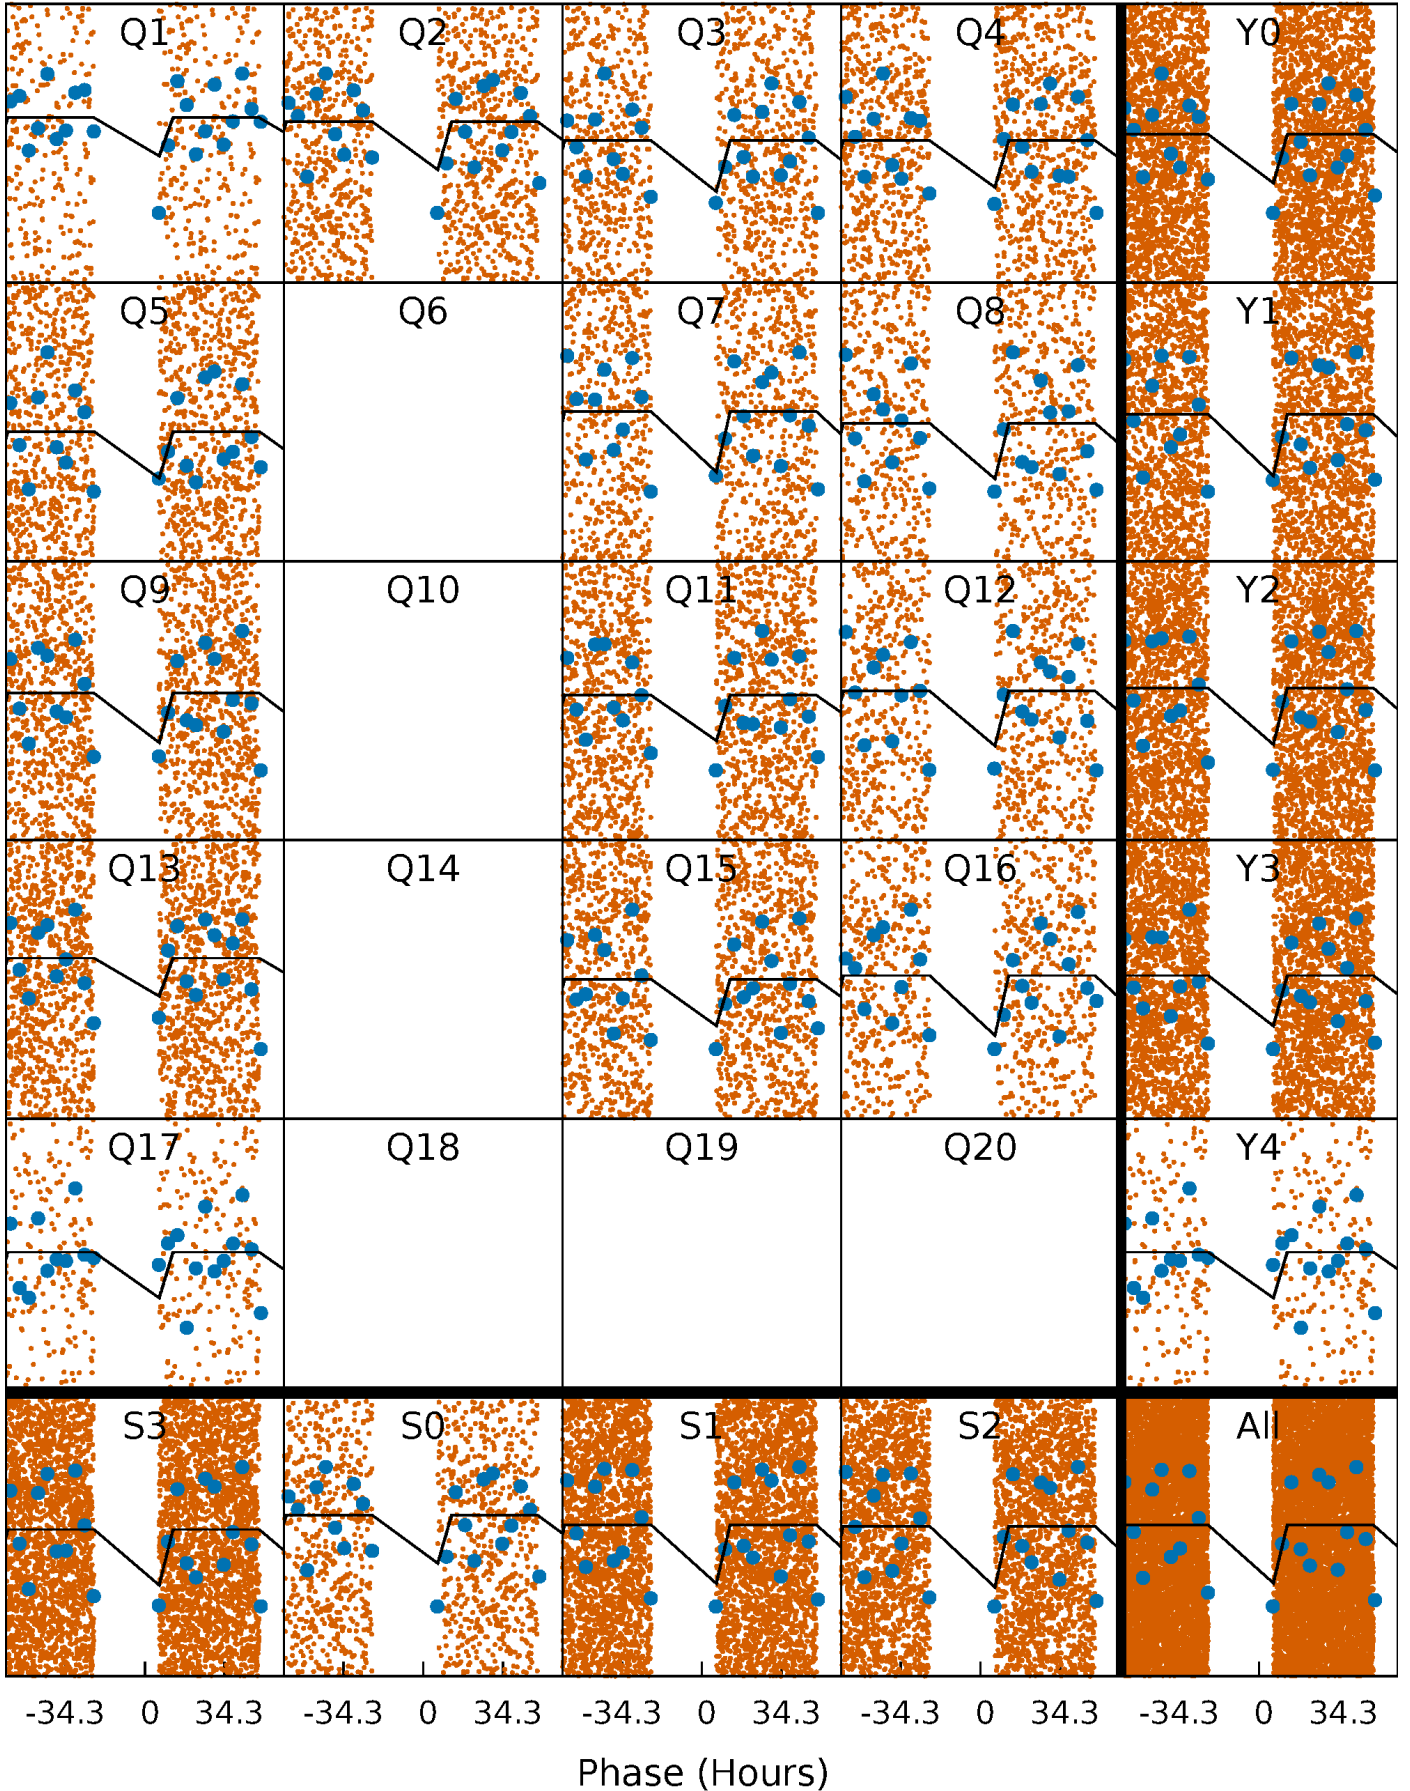 Q1 Q2 Q3 Q4 Y0
Q5 Q6 Q7 Q8 Y1
Q9 Q10 Q11 Q12 Y2
Q13 Q14 Q15 Q16 Y3
Q17 Q18 Q19 Q20 Y4
S3 S0 S1 S2 All
-34.3 0 34.3 -34.3 0 34.3 -34.3 0 34.3 -34.3 0 34.3 -34.3 0 34.3
Phase (Hours)